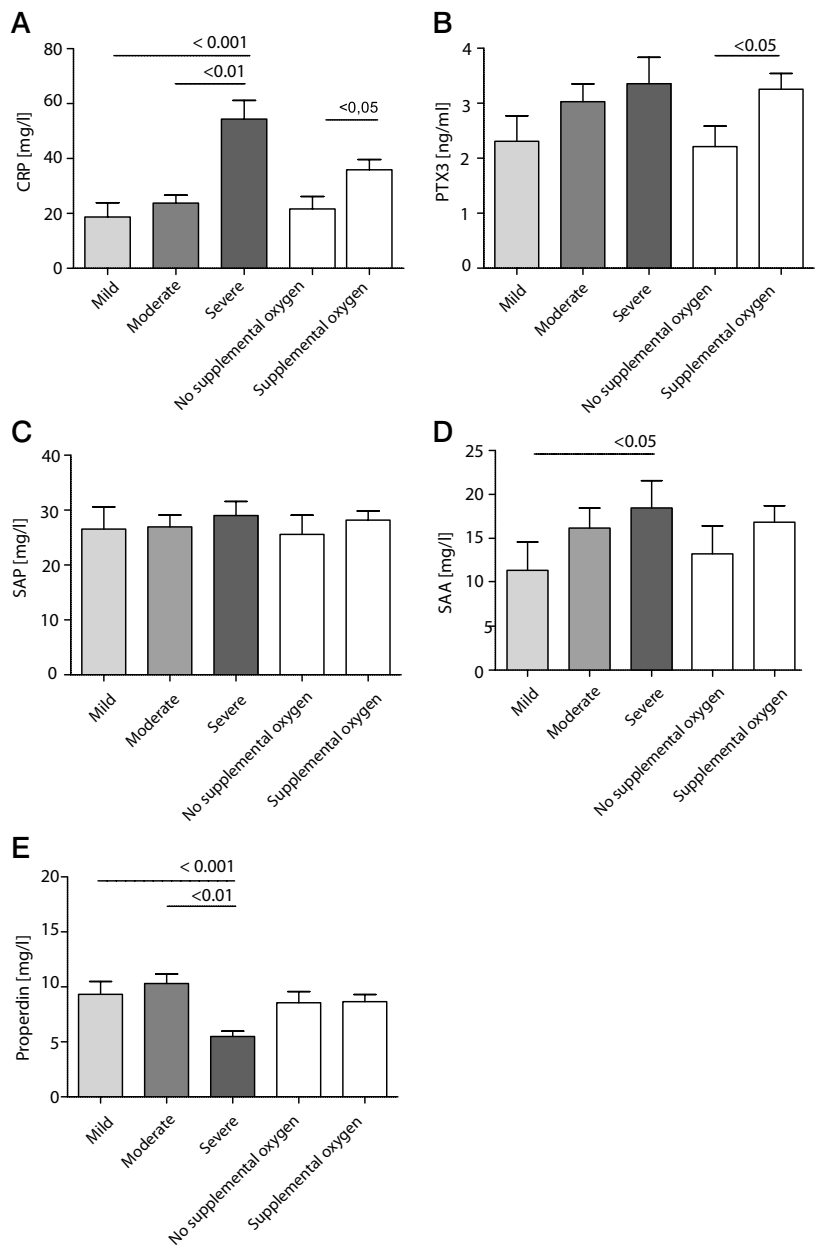 A
CRP [mg/l]
80
60
40
20
0
< 0.001
<0.01
<0,05
Mild
Moderate
Severe
No supplemental oxygen
Supplemental oxygen
B
PTX3 [ng/ml]
4
3
2
1
0
<0.05
Mild
Moderate
Severe
No supplemental oxygen
Supplemental oxygen
C
SAP [mg/l]
40
30
20
10
0
Mild
Moderate
Severe
No supplemental oxygen
Supplemental oxygen
D
SAA [mg/l]
25
20
15
10
5
0
<0.05
Mild
Moderate
Severe
No supplemental oxygen
Supplemental oxygen
E
Properdin [mg/l]
20
15
10
5
0
< 0.001
<0.01
Mild
Moderate
Severe
No supplemental oxygen
Supplemental oxygen